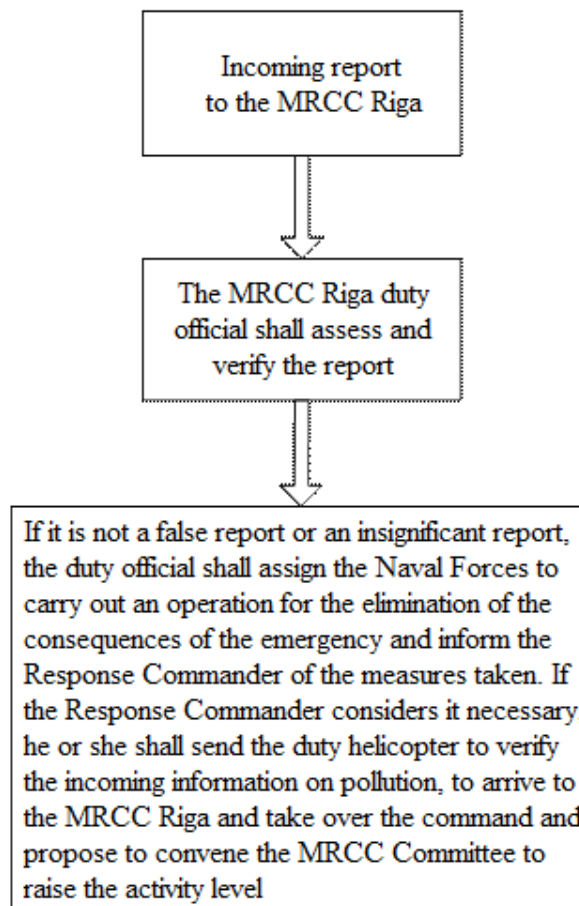 Incoming report
to the MRCC Riga
The MRCC Riga duty
official shall assess and
verify the report
If it is not a false report or an insignificant report,
the duty official shall assign the Naval Forces to
carry out an operation for the elimination of the
consequences of the emergency and inform the
Response Commander of the measures taken. If
the Response Commander considers it necessary,
he or she shall send the duty helicopter to verify
the incoming information on pollution, to arrive to
the MRCC Riga and take over the command and
propose to convene the MRCC Committee to
raise the activity level